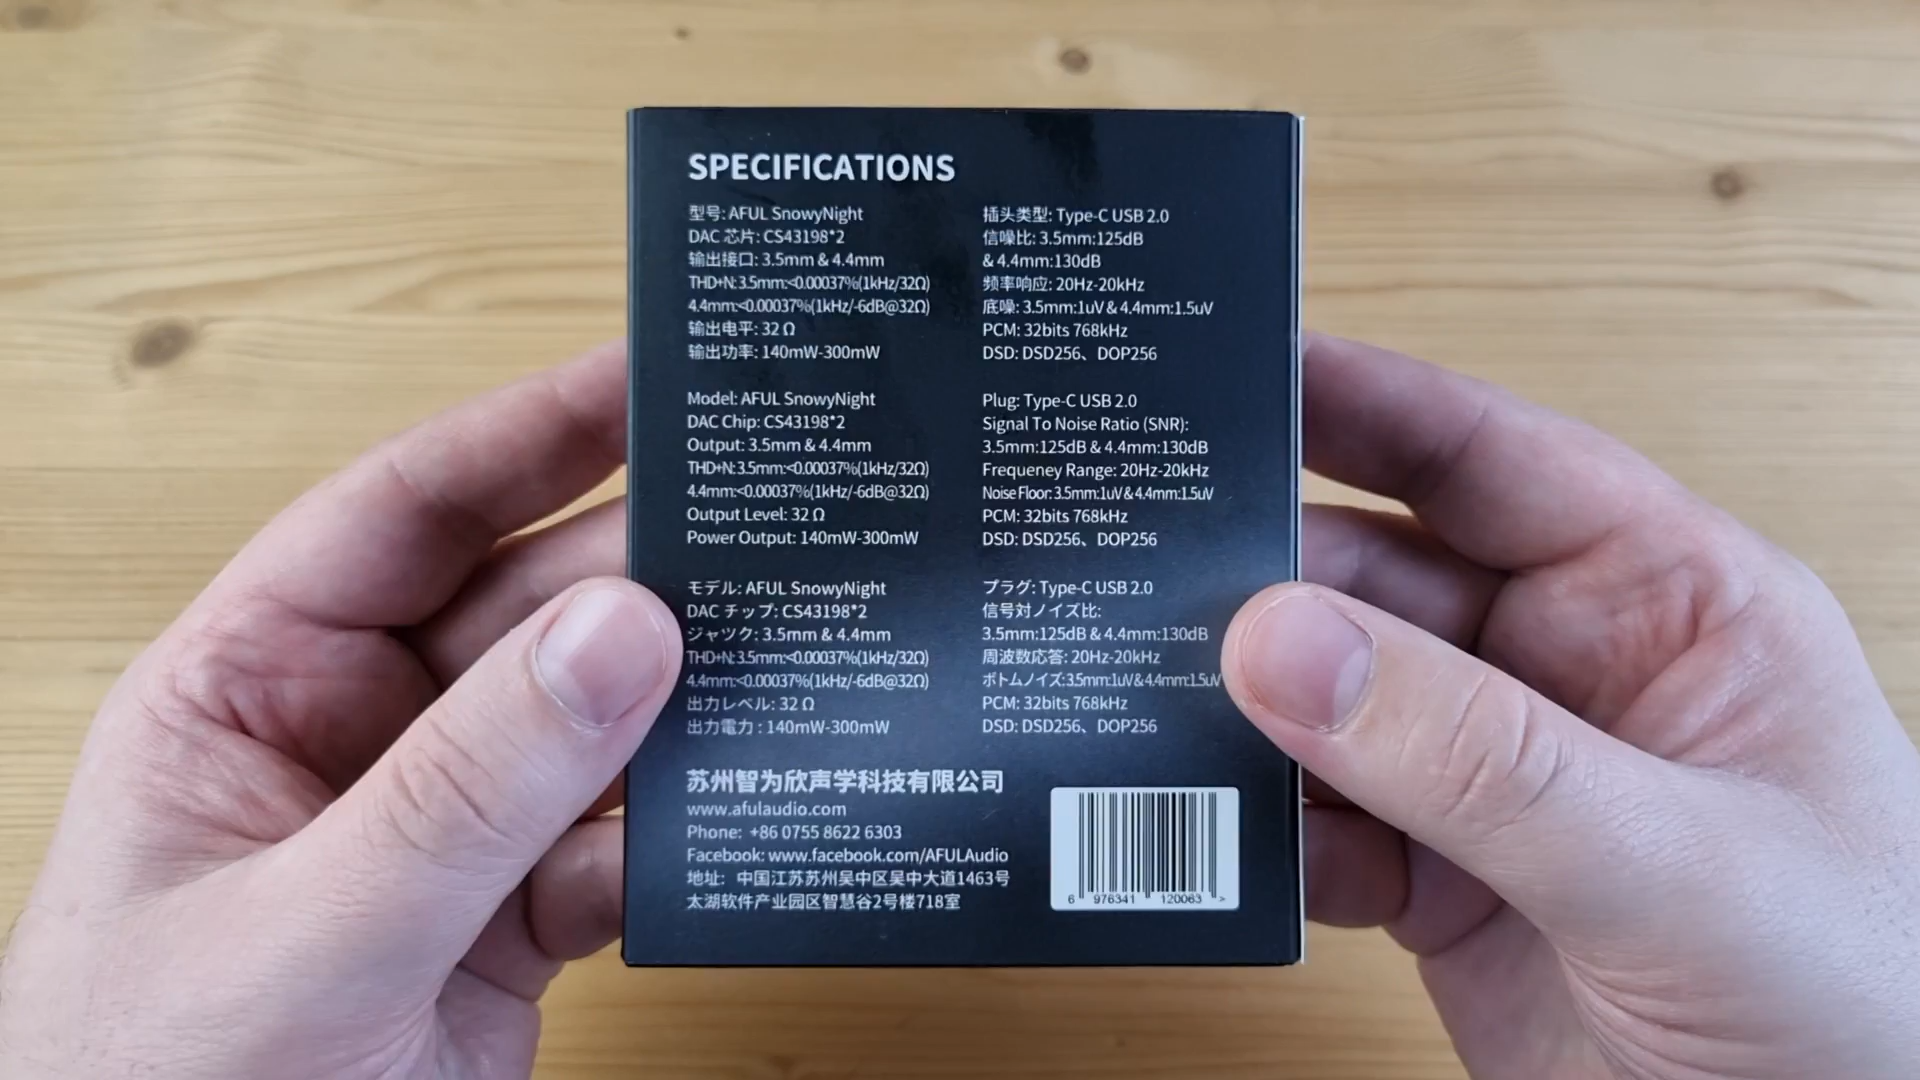 SPECIFICATIONS
型号: AFUL SnowyNight
DAC 芯片: CS43198*2
输出接口: 3.5mm & 4.4mm
THD+N: 3.5mm:<0.00037%(1kHz/32Ω)
4.4mm:<0.00037%(1kHz/-6dB@32Ω)
输出电平: 32 Ω
输出功率: 140mW-300mW
插头类型: Type-C USB 2.0
信噪比: 3.5mm:125dB
& 4.4mm:130dB
频率响应: 20Hz-20kHz
底噪: 3.5mm:1uV & 4.4mm:1.5uV
PCM: 32bits 768kHz
DSD: DSD256、DOP256
Model: AFUL SnowyNight
DAC Chip: CS43198*2
Output: 3.5mm & 4.4mm
THD+N: 3.5mm:<0.00037%(1kHz/32Ω)
4.4mm:<0.00037%(1kHz/-6dB@32Ω)
Output Level: 32 Ω
Power Output: 140mW-300mW
Plug: Type-C USB 2.0
Signal To Noise Ratio (SNR):
3.5mm:125dB & 4.4mm:130dB
Frequeney Range: 20Hz-20kHz
Noise Floor: 3.5mm:1uV & 4.4mm:1.5uV
PCM: 32bits 768kHz
DSD: DSD256、DOP256
モデル: AFUL SnowyNight
DAC チップ: CS43198*2
ジャツク: 3.5mm & 4.4mm
THD+N: 3.5mm:<0.00037%(1kHz/32Ω)
4.4mm:<0.00037%(1kHz/-6dB@32Ω)
出力レベル: 32 Ω
出力電力 : 140mW-300mW
プラグ: Type-C USB 2.0
信号対ノイズ比:
3.5mm:125dB & 4.4mm:130dB
周波数応答: 20Hz-20kHz
ボトムノイズ: 3.5mm:1uV & 4.4mm:1.5uV
PCM: 32bits 768kHz
DSD: DSD256、DOP256
苏州智为欣声学科技有限公司
www.afulaudio.com
Phone: +86 0755 8622 6303
Facebook: www.facebook.com/AFULAudio
地址: 中国江苏苏州吴中区吴中大道1463号
太湖软件产业园区智慧谷2号楼718室
6 976341 120063 >